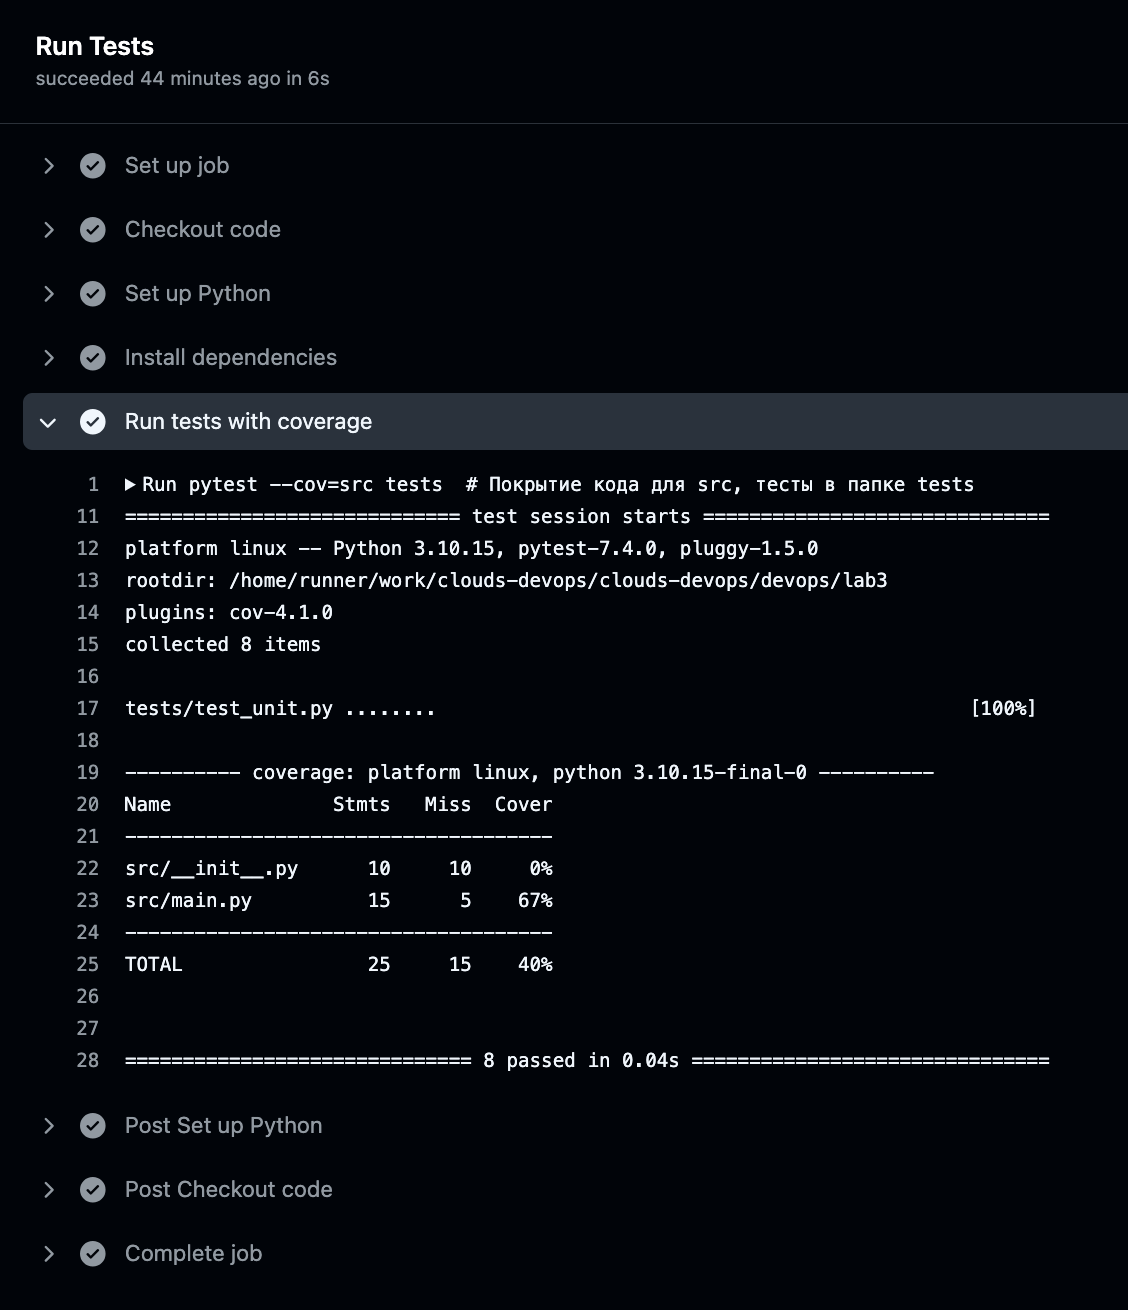 Run Tests
succeeded 44 minutes ago in 6s
Set up job
Checkout code
Set up Python
Install dependencies
Run tests with coverage
1 Run pytest --cov=src tests  # Покрытие кода для src, тесты в папке tests
11 ============================= test session starts ==============================
12 platform linux -- Python 3.10.15, pytest-7.4.0, pluggy-1.5.0
13 rootdir: /home/runner/work/clouds-devops/clouds-devops/devops/lab3
14 plugins: cov-4.1.0
15 collected 8 items
16
17 tests/test_unit.py ........                                              [100%]
18
19 ---------- coverage: platform linux, python 3.10.15-final-0 ----------
20 Name              Stmts   Miss  Cover
21 -------------------------------------
22 src/__init__.py      10     10     0%
23 src/main.py          15      5    67%
24 -------------------------------------
25 TOTAL                25     15    40%
26
27
28 ============================== 8 passed in 0.04s ===============================
Post Set up Python
Post Checkout code
Complete job